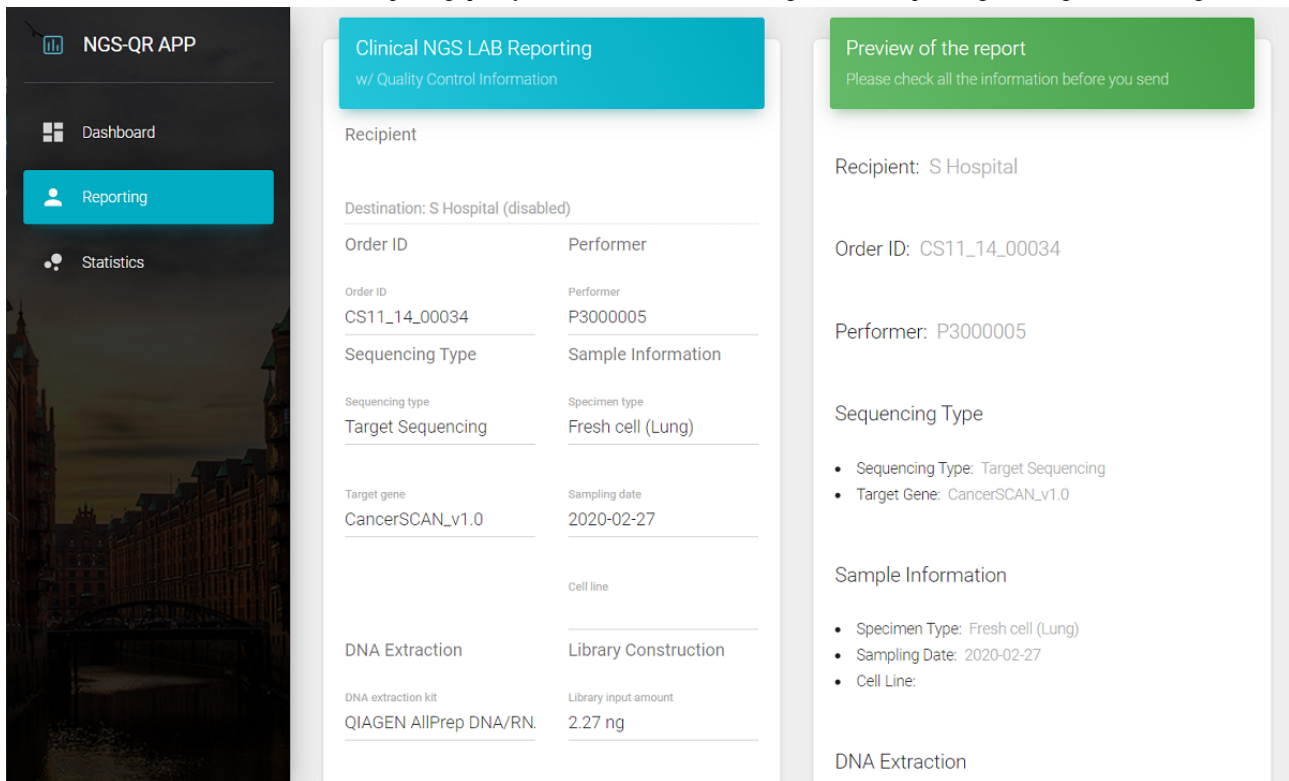 NGS-QR APP
Dashboard
Reporting
Statistics
Clinical NGS LAB Reporting
w/ Quality Control Information
Recipient
Destination: S Hospital (disabled)
Order ID Performer
Order ID Performer
CS11_14_00034 P3000005
Sequencing Type Sample Information
Sequencing type Specimen type
Target Sequencing Fresh cell (Lung)
Target gene Sampling date
CancerSCAN_v1.0 2020-02-27
Cell line
DNA Extraction Library Construction
DNA extraction kit Library input amount
QIAGEN AllPrep DNA/RN. 2.27 ng
Preview of the report
Please check all the information before you send
Recipient: S Hospital
Order ID: CS11_14_00034
Performer: P3000005
Sequencing Type
• Sequencing Type: Target Sequencing
• Target Gene: CancerSCAN_v1.0
Sample Information
• Specimen Type: Fresh cell (Lung)
• Sampling Date: 2020-02-27
• Cell Line:
DNA Extraction